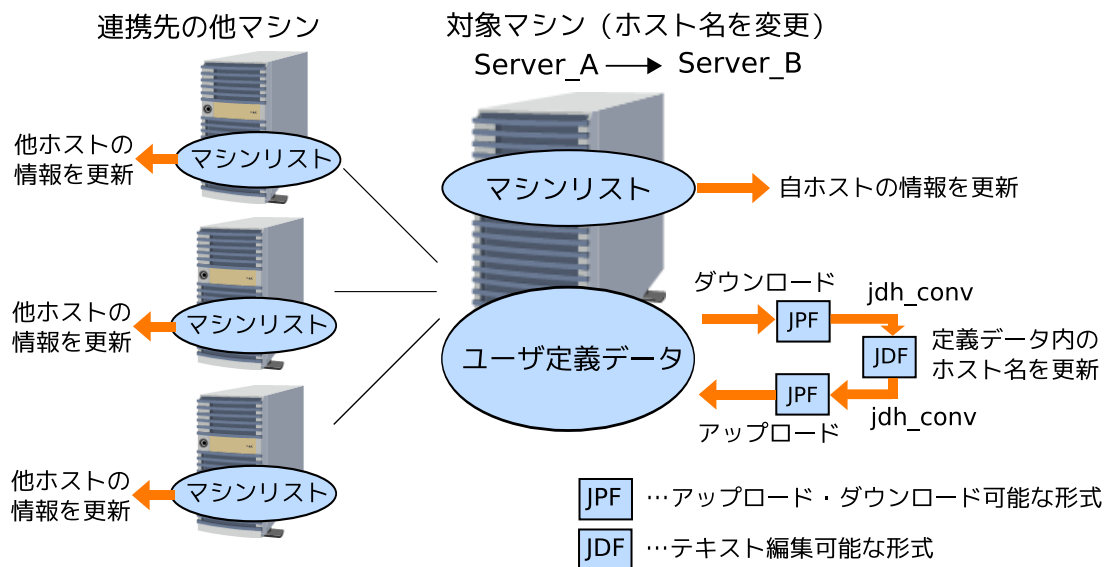 連携先の他マシン
対象マシン（ホスト名を変更）
Server_A
Server_B
他ホストの
情報を更新
マシンリスト
他ホストの
情報を更新
マシンリスト
他ホストの
情報を更新
マシンリスト
マシンリスト
自ホストの情報を更新
ユーザ定義データ
ダウンロード
JPF
jdh_conv
JDF
定義データ内の
ホスト名を更新
JPF
アップロード
jdh_conv
JPF …アップロード・ダウンロード可能な形式
JDF …テキスト編集可能な形式